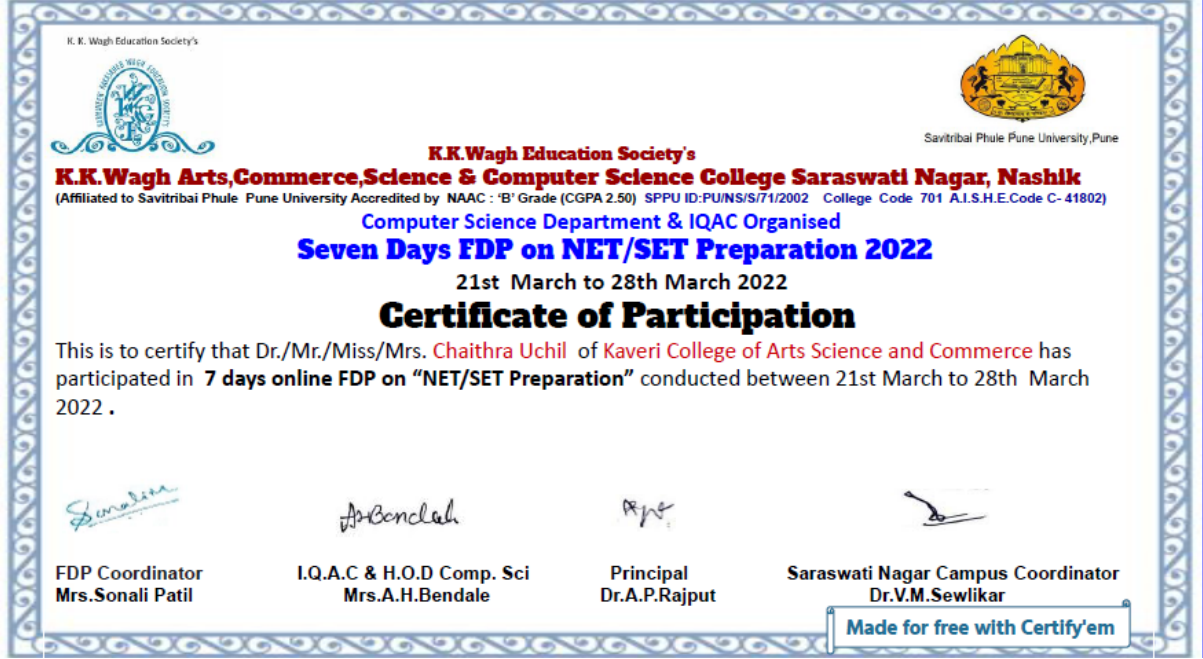 K. K. Wagh Education Society's
Savitribai Phule Pune University,Pune
K.K.Wagh Education Society's
K.K.Wagh Arts,Commerce,Science & Computer Science College Saraswati Nagar, Nashik
(Affiliated to Savitribai Phule Pune University Accredited by NAAC : ‘B’ Grade (CGPA 2.50) SPPU ID:PU/NS/S/71/2002 College Code 701 A.I.S.H.E.Code C- 41802)
Computer Science Department & IQAC Organised
Seven Days FDP on NET/SET Preparation 2022
21st March to 28th March 2022
Certificate of Participation
This is to certify that Dr./Mr./Miss/Mrs. Chaithra Uchil of Kaveri College of Arts Science and Commerce has
participated in 7 days online FDP on “NET/SET Preparation” conducted between 21st March to 28th March
2022 .
FDP Coordinator I.Q.A.C & H.O.D Comp. Sci Principal Saraswati Nagar Campus Coordinator
Mrs.Sonali Patil Mrs.A.H.Bendale Dr.A.P.Rajput Dr.V.M.Sewlikar
Made for free with Certify'em